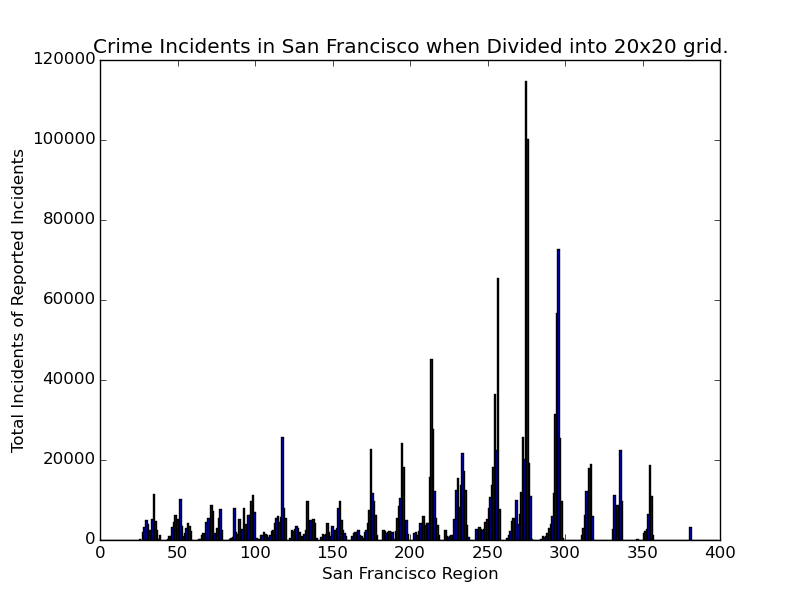 Crime Incidents in San Francisco when Divided into 20x20 grid.
120000
100000
80000
60000
40000
20000
0
Total Incidents of Reported Incidents
0 50 100 150 200 250 300 350 400
San Francisco Region